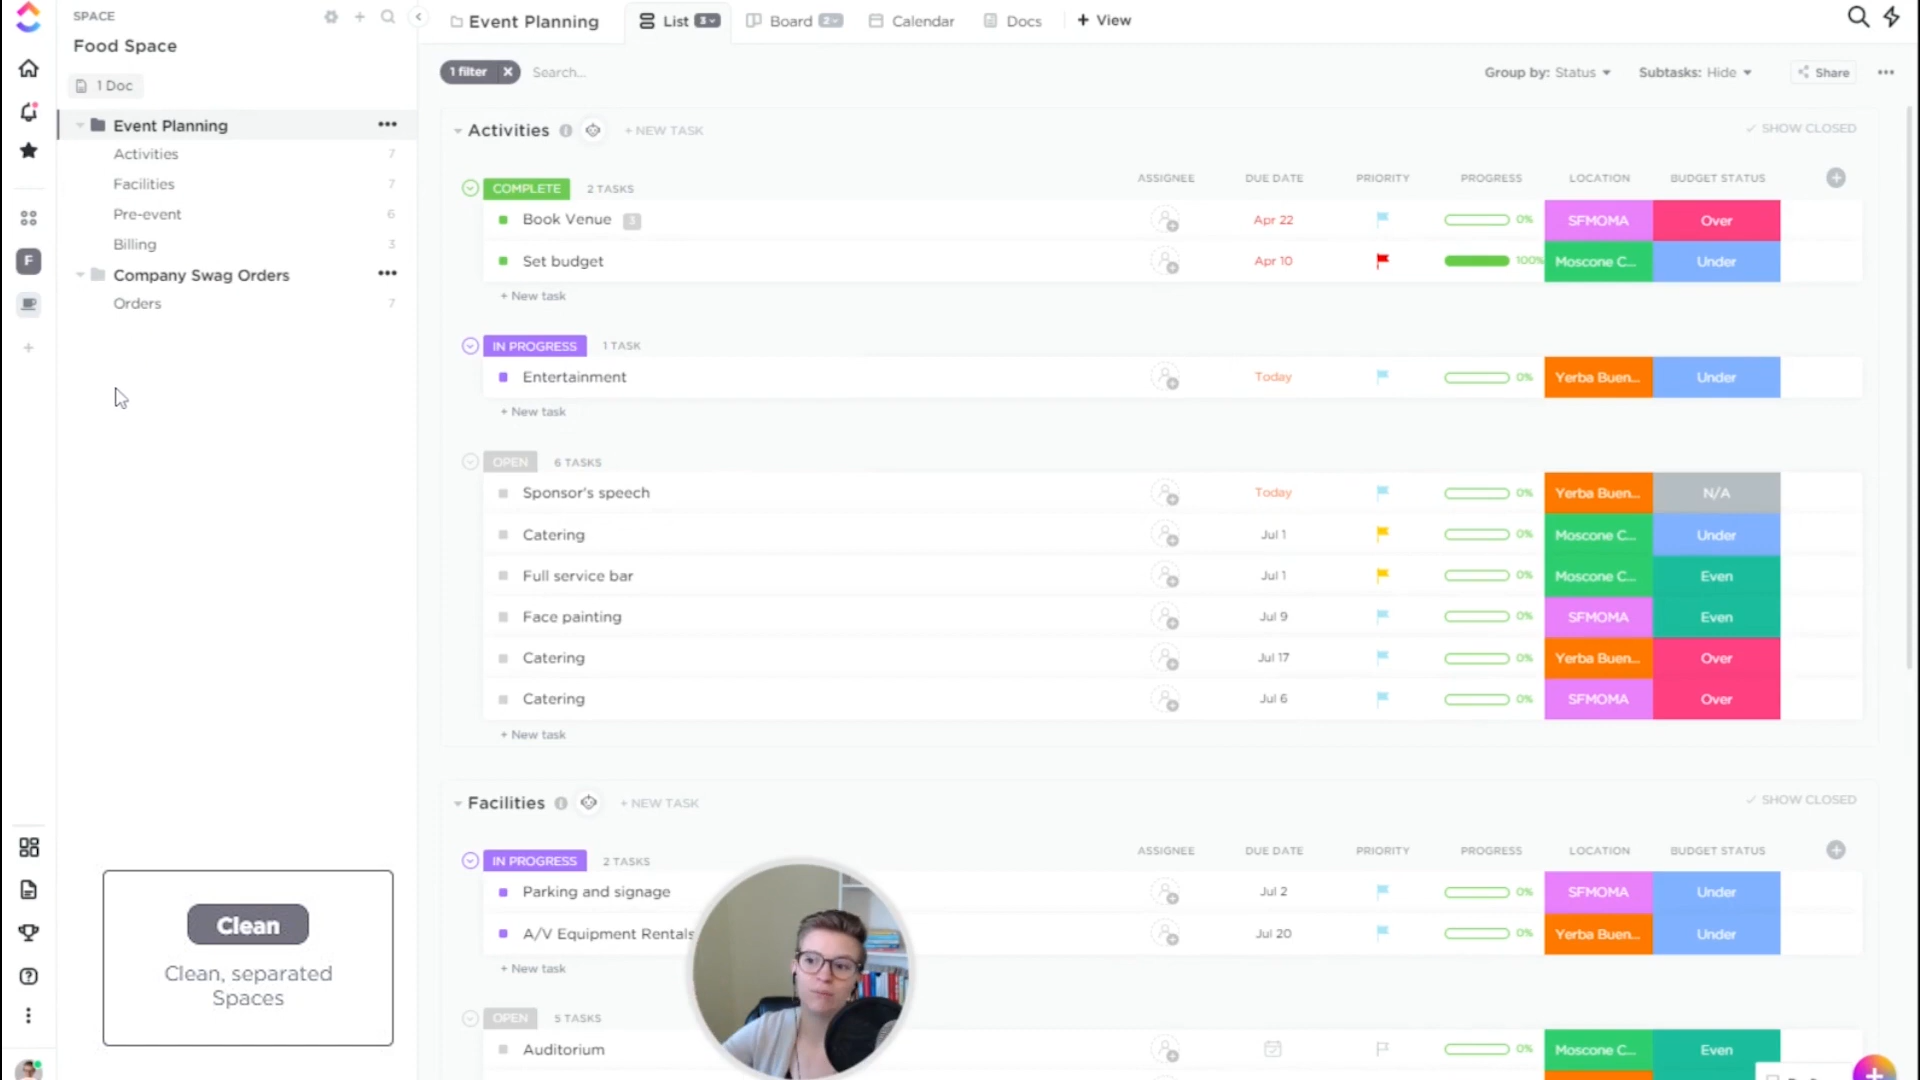 SPACE
Food Space
1 Doc
Event Planning
Activities 7
Facilities 7
Pre-event 6
Billing 3
Company Swag Orders
Orders 7
F
Clean
Clean, separated
Spaces
Event Planning
List 3
Board 2
Calendar
Docs
+ View
1 filter ×
Search...
Group by: Status
Subtasks: Hide
Share
Activities
+ NEW TASK
SHOW CLOSED
COMPLETE 2 TASKS ASSIGNEE DUE DATE PRIORITY PROGRESS LOCATION BUDGET STATUS
Book Venue 3 Apr 22 0% SFMOMA Over
Set budget Apr 10 100% Moscone C... Under
+ New task
IN PROGRESS 1 TASK
Entertainment Today 0% Yerba Buen... Under
+ New task
OPEN 6 TASKS
Sponsor's speech Today 0% Yerba Buen... N/A
Catering Jul 1 0% Moscone C... Under
Full service bar Jul 1 0% Moscone C... Even
Face painting Jul 9 0% SFMOMA Even
Catering Jul 17 0% Yerba Buen... Over
Catering Jul 6 0% SFMOMA Over
+ New task
Facilities
+ NEW TASK
SHOW CLOSED
IN PROGRESS 2 TASKS ASSIGNEE DUE DATE PRIORITY PROGRESS LOCATION BUDGET STATUS
Parking and signage Jul 2 0% SFMOMA Under
A/V Equipment Rentals Jul 20 0% Yerba Buen... Under
+ New task
OPEN 5 TASKS
Auditorium 0% Moscone C... Even